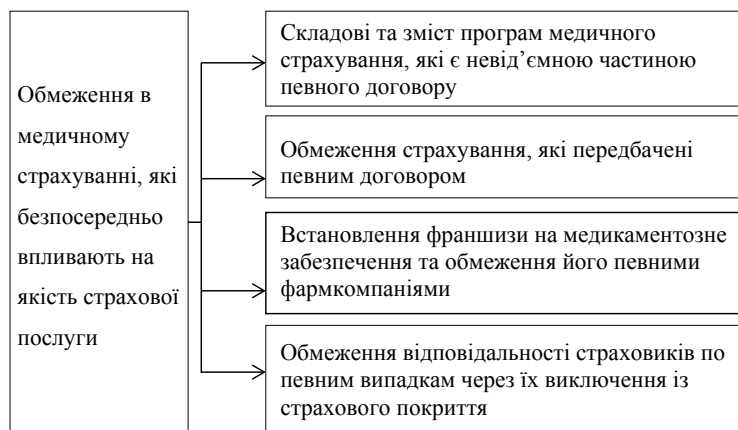 Обмеження в
медичному
страхуванні, які
безпосередньо
впливають на
якість страхової
послуги
Складові та зміст програм медичного
страхування, які є невід’ємною частиною
певного договору
Обмеження страхування, які передбачені
певним договором
Встановлення франшизи на медикаментозне
забезпечення та обмеження його певними
фармкомпаніями
Обмеження відповідальності страховиків по
певним випадкам через їх виключення із
страхового покриття